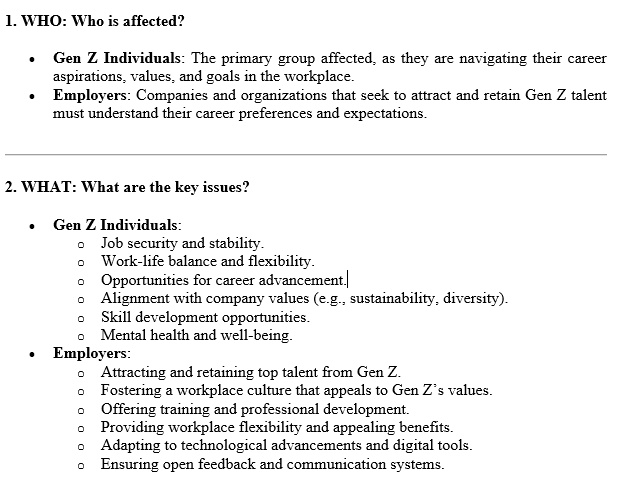 1. WHO: Who is affected?
• Gen Z Individuals: The primary group affected, as they are navigating their career
aspirations, values, and goals in the workplace.
• Employers: Companies and organizations that seek to attract and retain Gen Z talent
must understand their career preferences and expectations.
2. WHAT: What are the key issues?
• Gen Z Individuals:
o Job security and stability.
o Work-life balance and flexibility.
o Opportunities for career advancement.
o Alignment with company values (e.g., sustainability, diversity).
o Skill development opportunities.
o Mental health and well-being.
• Employers:
o Attracting and retaining top talent from Gen Z.
o Fostering a workplace culture that appeals to Gen Z’s values.
o Offering training and professional development.
o Providing workplace flexibility and appealing benefits.
o Adapting to technological advancements and digital tools.
o Ensuring open feedback and communication systems.